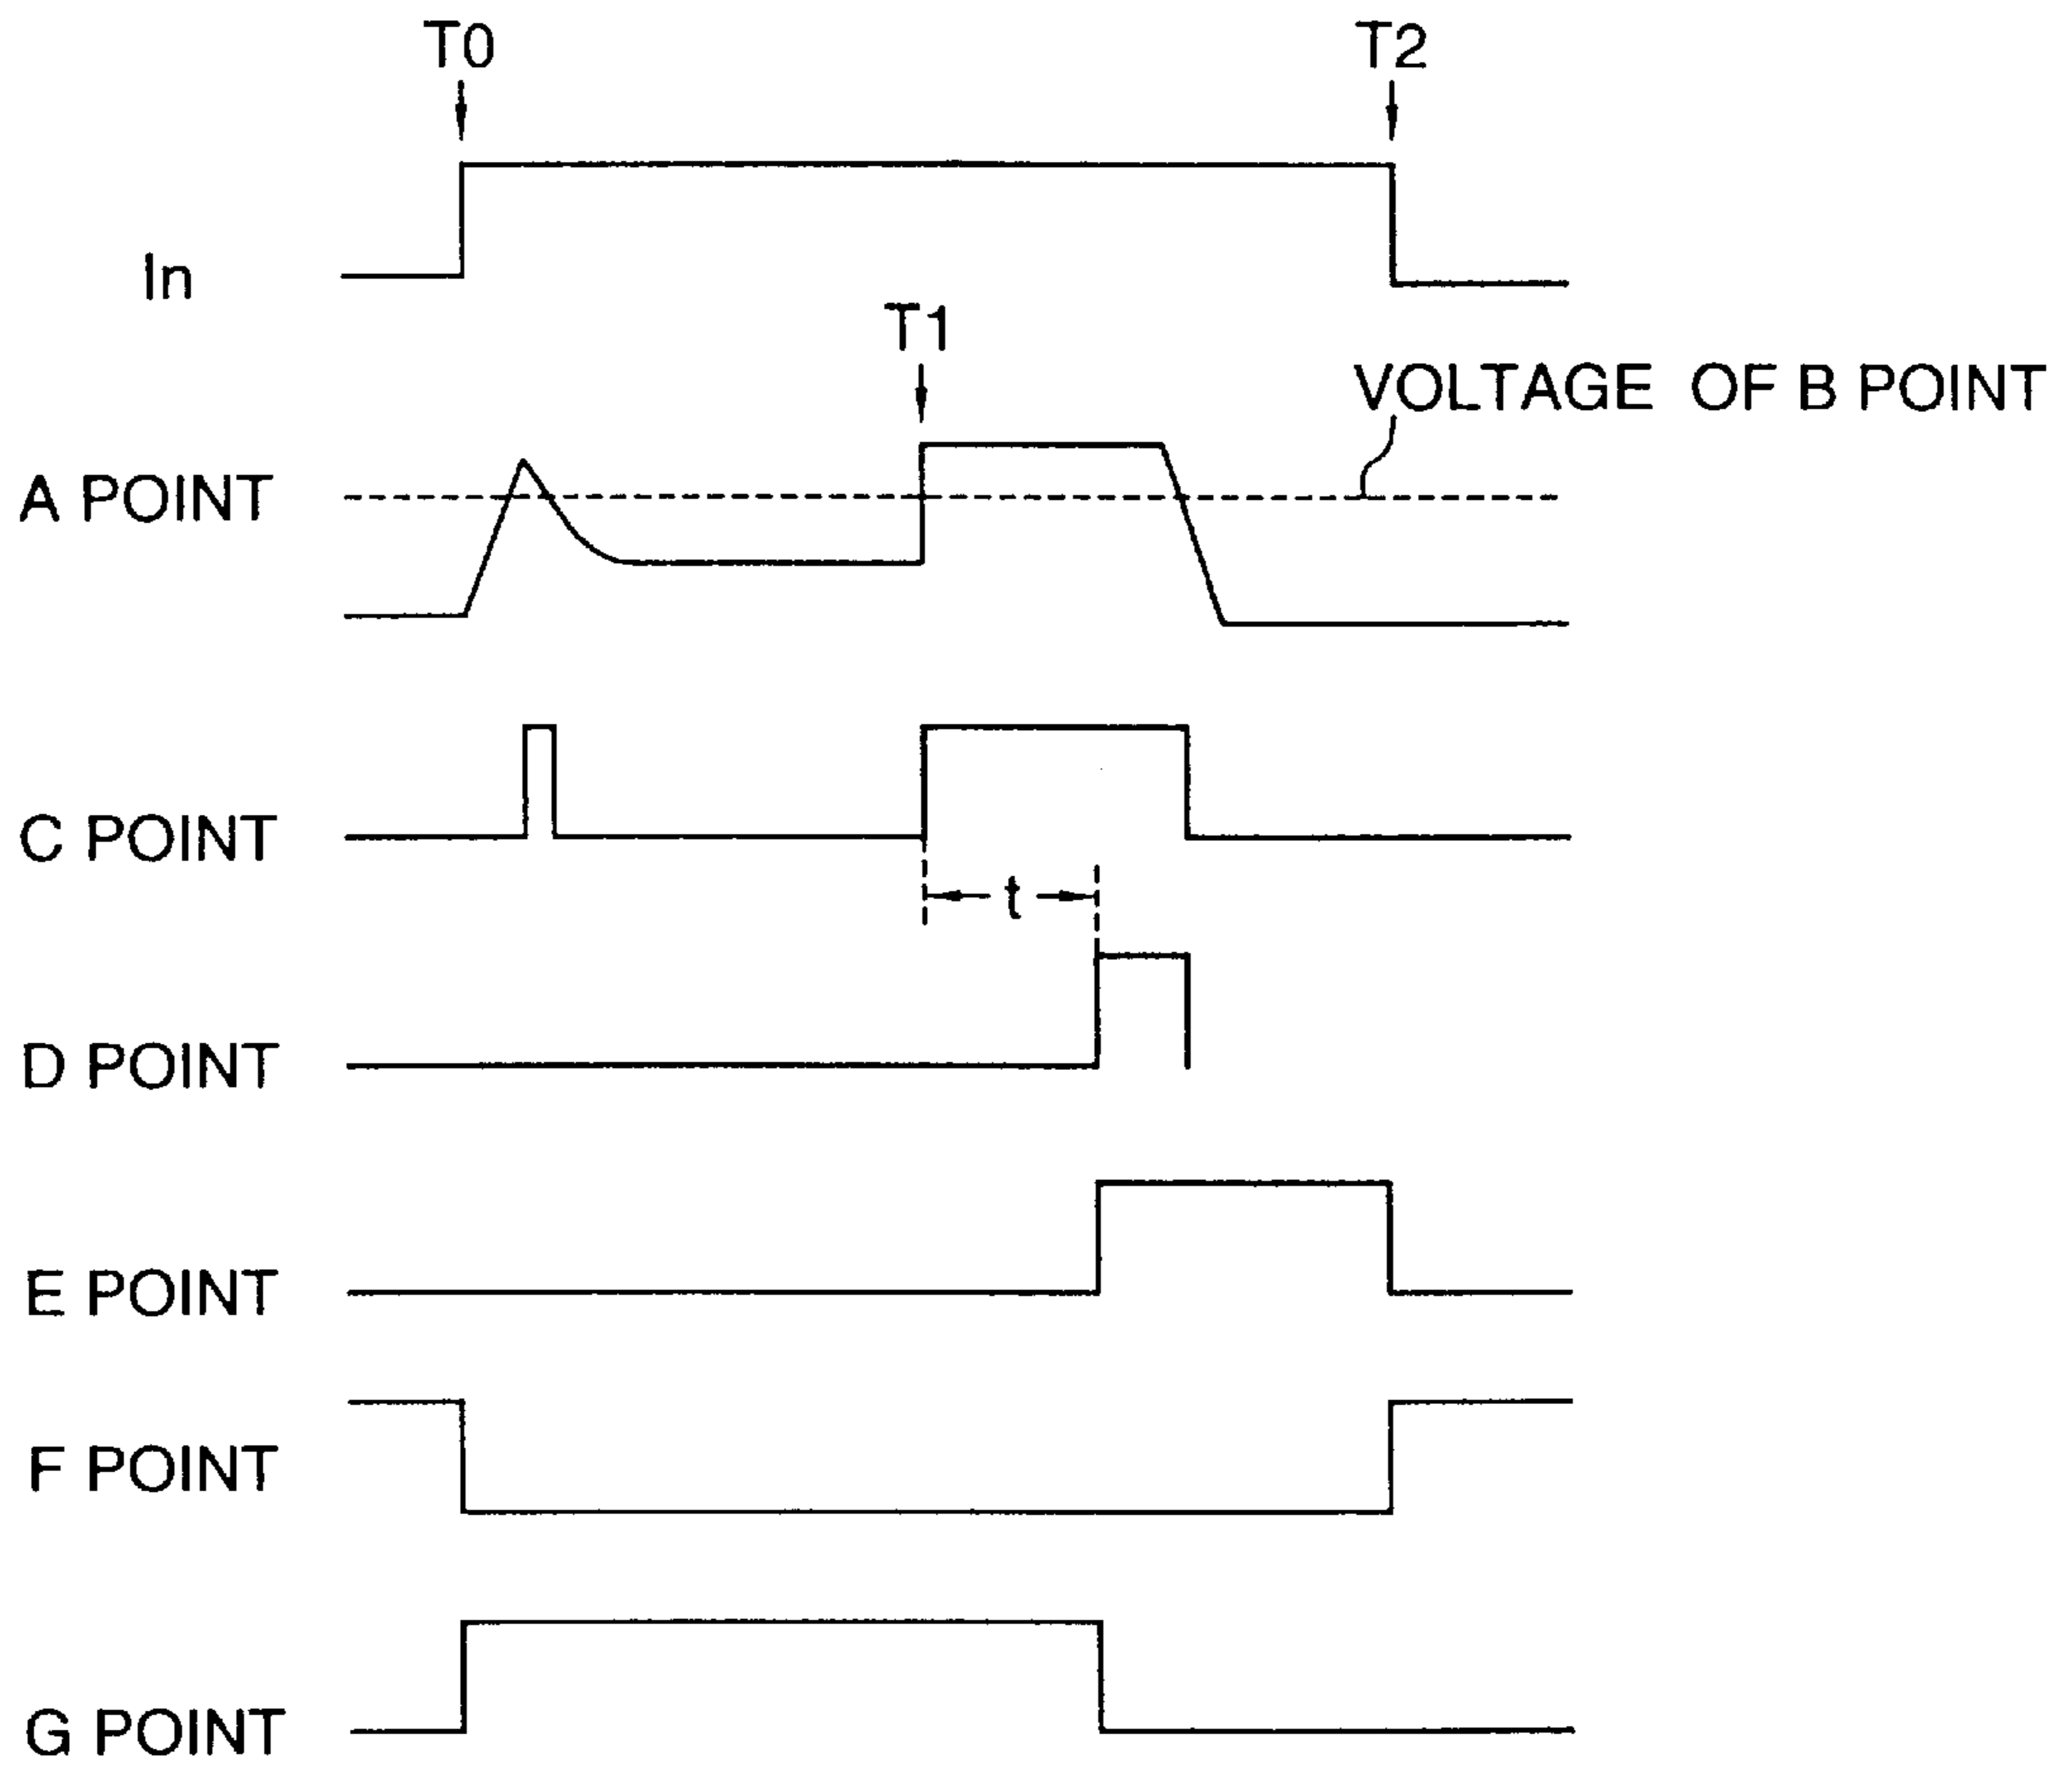 T0
T2
In
T1
VOLTAGE OF B POINT
A POINT
C POINT
t
D POINT
E POINT
F POINT
G POINT